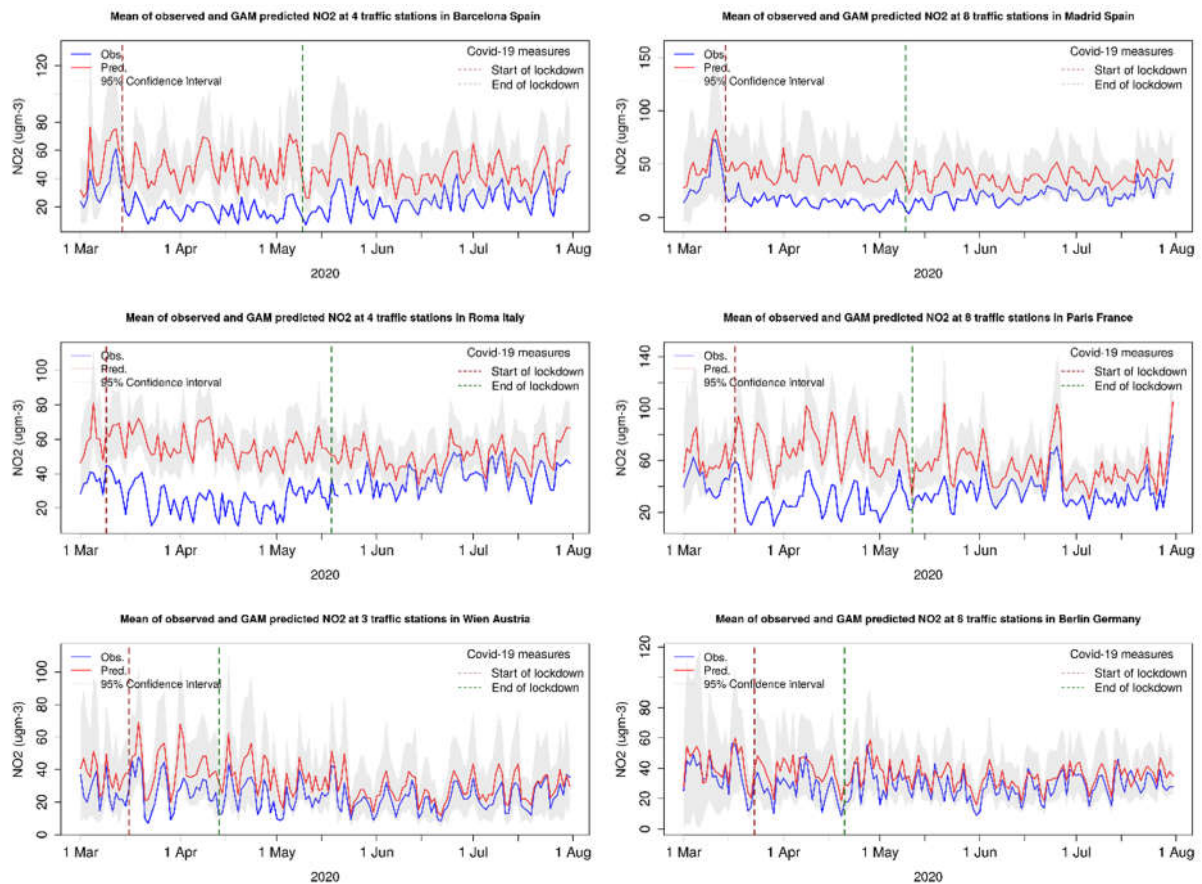 Mean of observed and GAM predicted NO2 at 4 traffic stations in Barcelona Spain
NO2 (ugm-3)
120
80
60
40
20
Obs.
Pred.
95% Confidence interval
Covid-19 measures
Start of lockdown
End of lockdown
1 Mar 1 Apr 1 May 1 Jun 1 Jul 1 Aug
2020
Mean of observed and GAM predicted NO2 at 8 traffic stations in Madrid Spain
NO2 (ugm-3)
150
100
50
0
Obs.
Pred.
95% Confidence interval
Covid-19 measures
Start of lockdown
End of lockdown
1 Mar 1 Apr 1 May 1 Jun 1 Jul 1 Aug
2020
Mean of observed and GAM predicted NO2 at 4 traffic stations in Roma Italy
NO2 (ugm-3)
100
80
60
40
20
Obs.
Pred.
95% Confidence interval
Covid-19 measures
Start of lockdown
End of lockdown
1 Mar 1 Apr 1 May 1 Jun 1 Jul 1 Aug
2020
Mean of observed and GAM predicted NO2 at 8 traffic stations in Paris France
NO2 (ugm-3)
140
100
60
20
Obs.
Pred.
95% Confidence interval
Covid-19 measures
Start of lockdown
End of lockdown
1 Mar 1 Apr 1 May 1 Jun 1 Jul 1 Aug
2020
Mean of observed and GAM predicted NO2 at 3 traffic stations in Wien Austria
NO2 (ugm-3)
100
80
60
40
20
0
Obs.
Pred.
95% Confidence interval
Covid-19 measures
Start of lockdown
End of lockdown
1 Mar 1 Apr 1 May 1 Jun 1 Jul 1 Aug
2020
Mean of observed and GAM predicted NO2 at 6 traffic stations in Berlin Germany
NO2 (ugm-3)
120
80
60
40
20
0
Obs.
Pred.
95% Confidence interval
Covid-19 measures
Start of lockdown
End of lockdown
1 Mar 1 Apr 1 May 1 Jun 1 Jul 1 Aug
2020